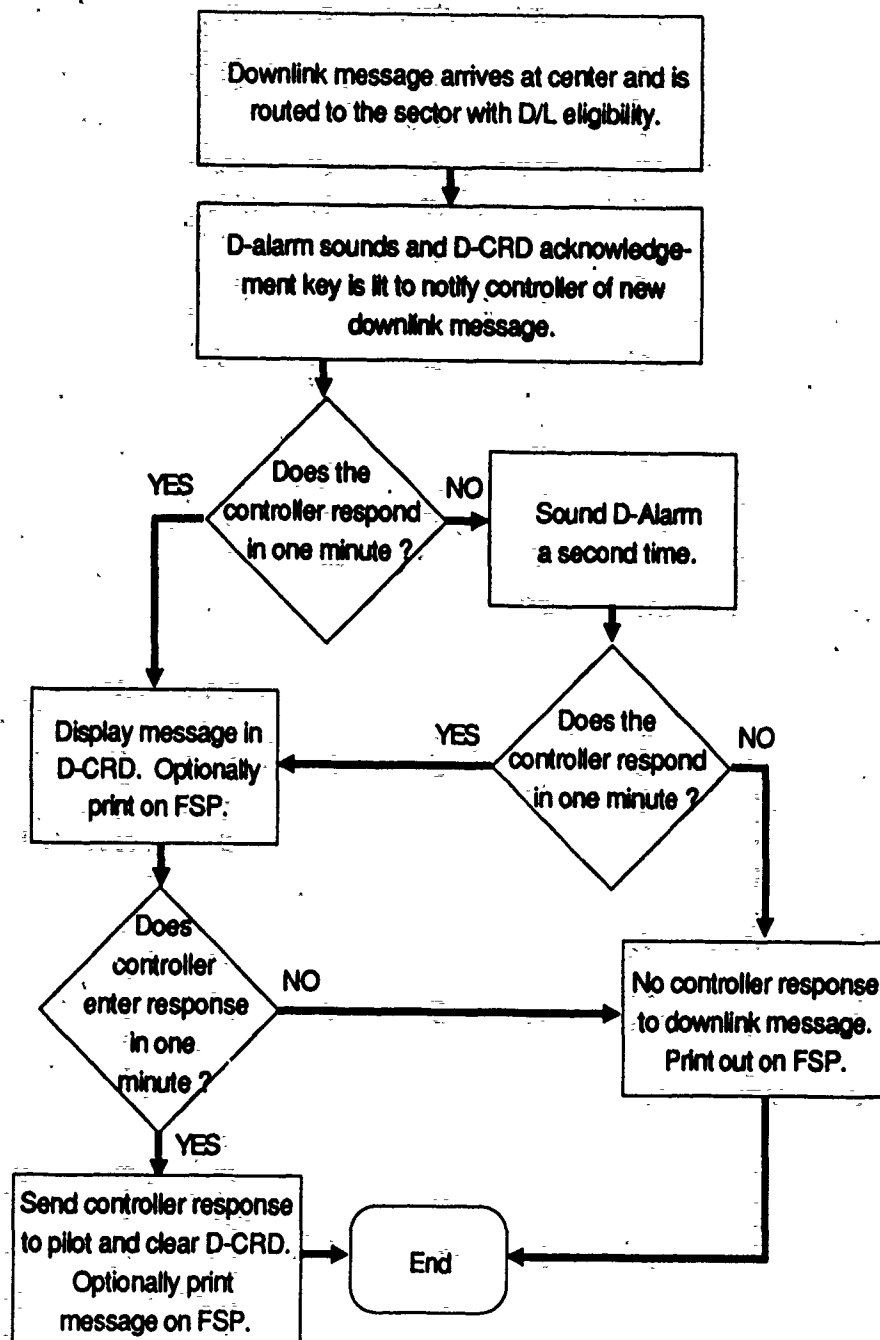 Downlink message arrives at center and is
routed to the sector with D/L eligibility.
D-alarm sounds and D-CRD acknowledge-
ment key is lit to notify controller of new
downlink message.
Does the
controller respond
in one minute ?
YES
NO
Sound D-Alarm
a second time.
Display message in
D-CRD. Optionally
print on FSP.
YES
Does the
controller respond
in one minute ?
NO
Does
controller
enter response
in one
minute ?
NO
No controller response
to downlink message.
Print out on FSP.
YES
Send controller response
to pilot and clear D-CRD.
Optionally print
message on FSP.
End